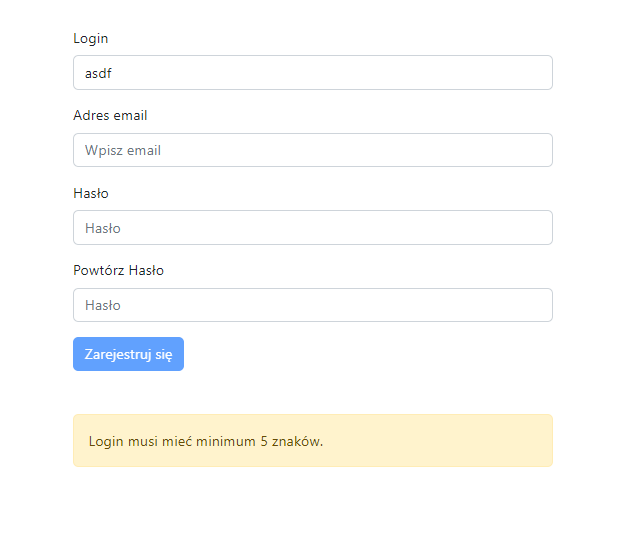 Login
asdf
Adres email
Wpisz email
Hasło
Hasło
Powtórz Hasło
Hasło
Zarejestruj się
Login musi mieć minimum 5 znaków.